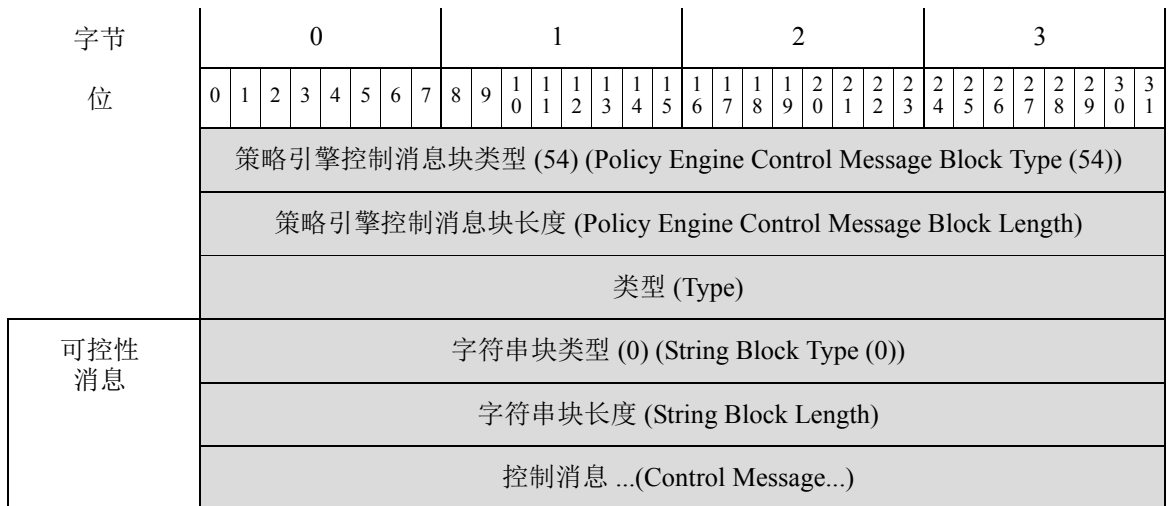 字节 0 1 2 3
位 0 1 2 3 4 5 6 7 8 9 10 11 12 13 14 15 16 17 18 19 20 21 22 23 24 25 26 27 28 29 30 31
策略引擎控制消息块类型 (54) (Policy Engine Control Message Block Type (54))
策略引擎控制消息块长度 (Policy Engine Control Message Block Length)
类型 (Type)
可控性
消息
字符串块类型 (0) (String Block Type (0))
字符串块长度 (String Block Length)
控制消息 ...(Control Message...)